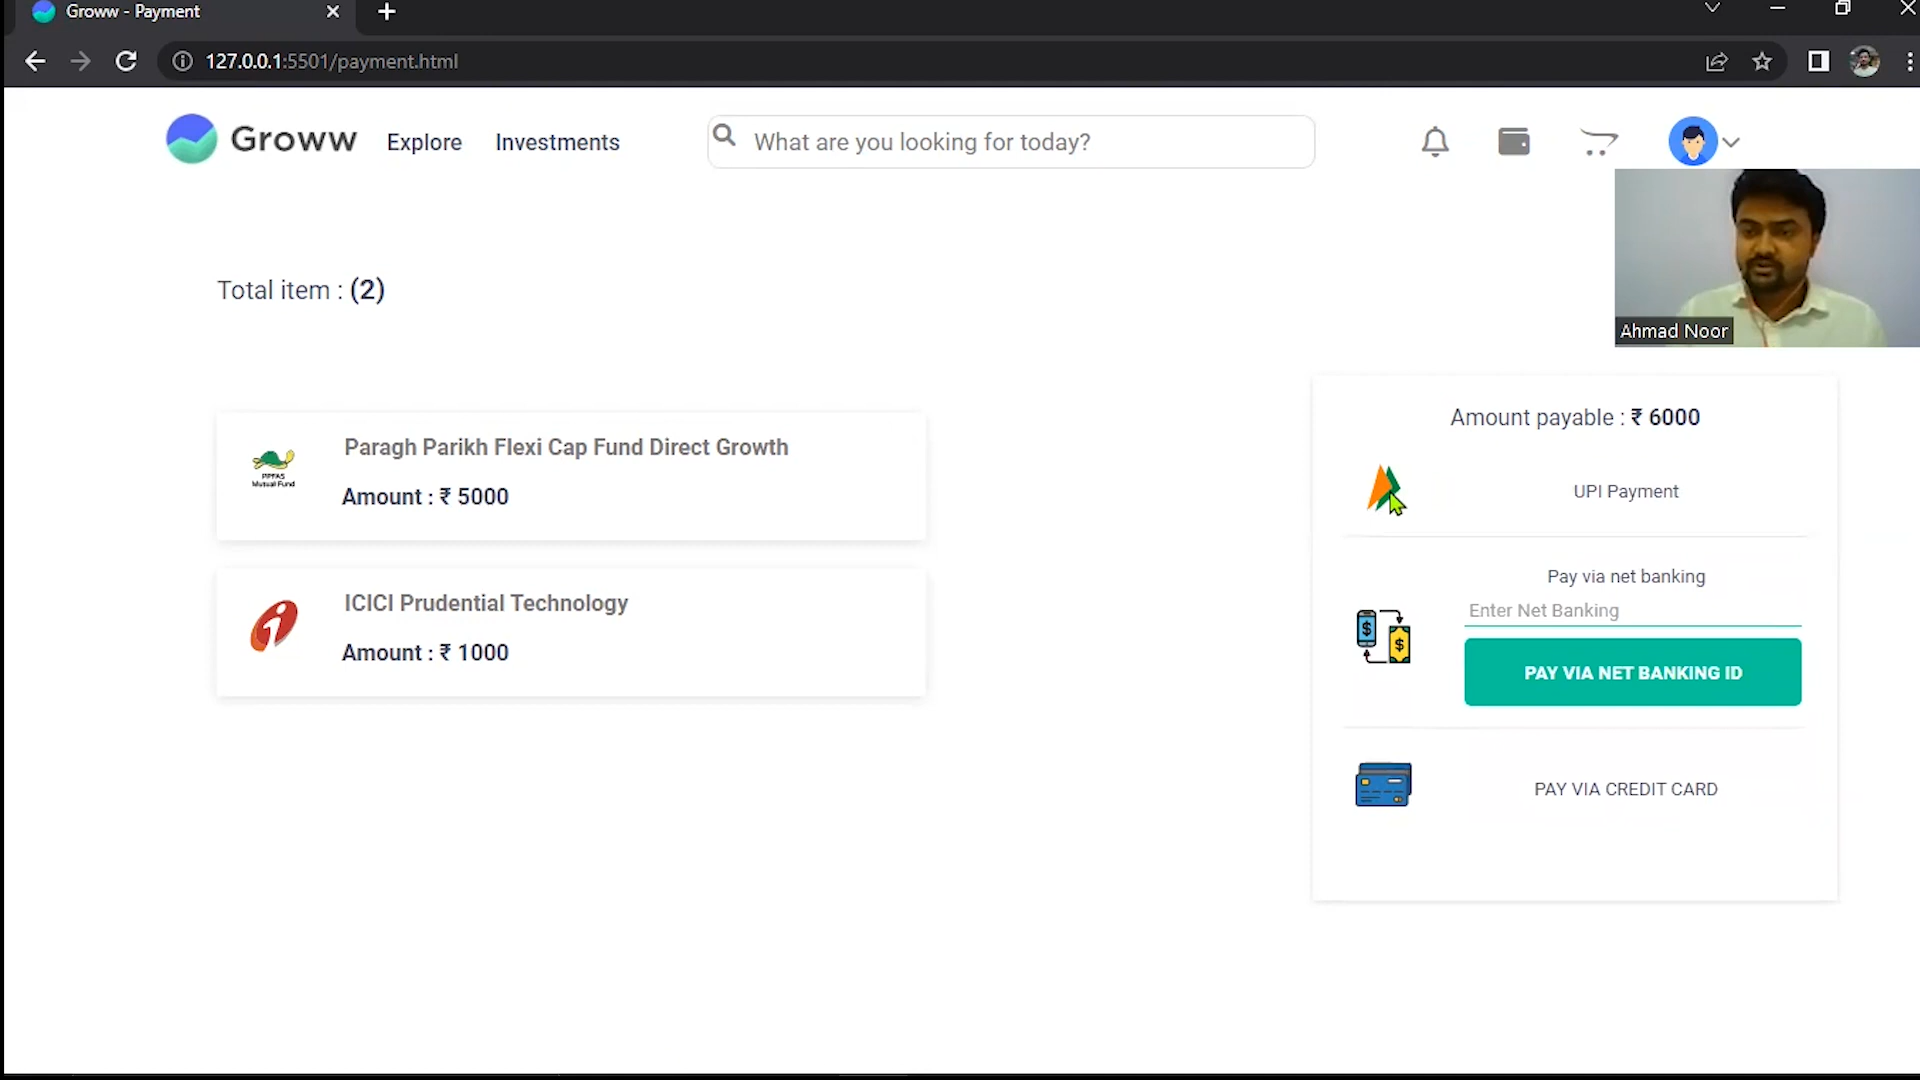 Groww - Payment
127.0.0.1:5501/payment.html
Groww
Explore
Investments
What are you looking for today?
Ahmad Noor
Total item : (2)
Paragh Parikh Flexi Cap Fund Direct Growth
PPFAS
Mutual Fund
Amount : ₹ 5000
ICICI Prudential Technology
Amount : ₹ 1000
Amount payable : ₹ 6000
UPI Payment
Pay via net banking
Enter Net Banking
PAY VIA NET BANKING ID
PAY VIA CREDIT CARD